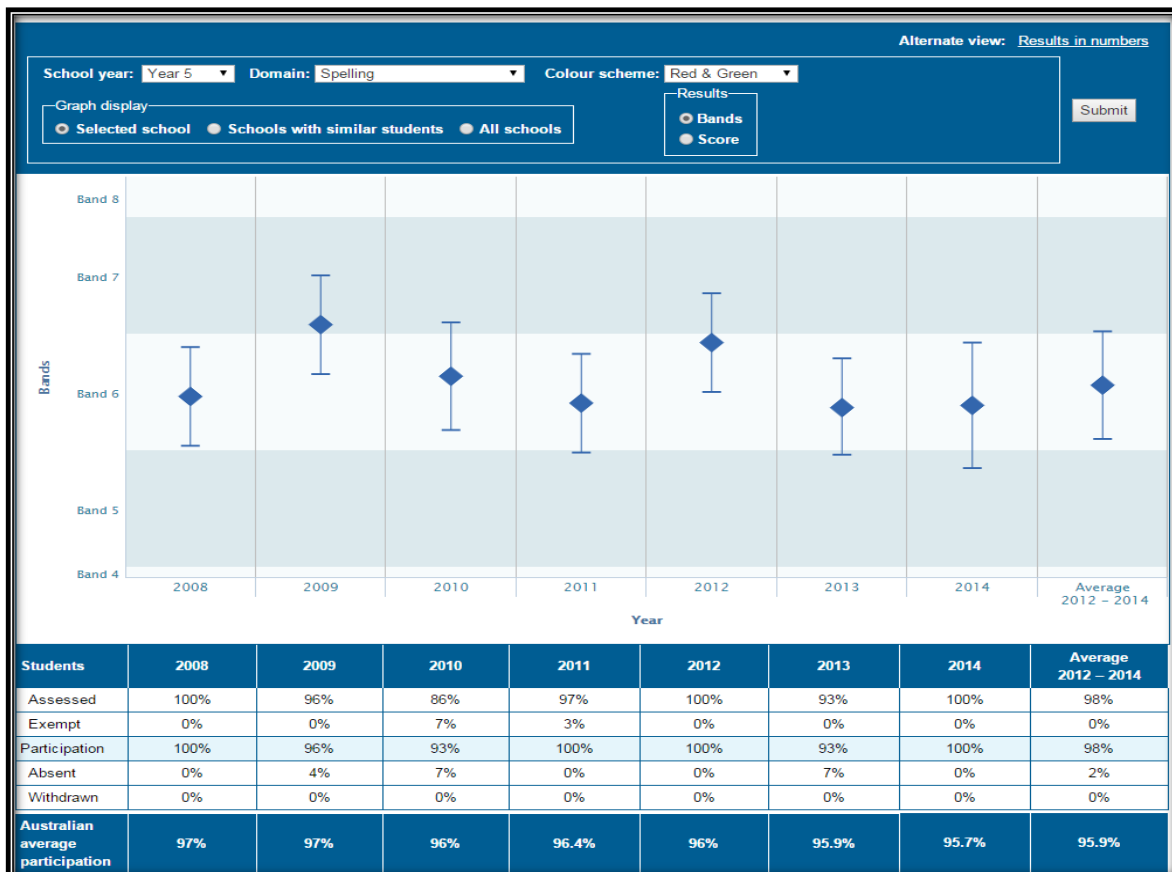 Alternate view: Results in numbers
School year: Year 5 Domain: Spelling Colour scheme: Red & Green
Graph display
Selected school Schools with similar students All schools
Results
Bands
Score
Submit
Band 8
Band 7
Band 6
Band 5
Band 4
Bands
2008 2009 2010 2011 2012 2013 2014 Average
2012 – 2014
Year
Students 2008 2009 2010 2011 2012 2013 2014 Average
2012 – 2014
Assessed 100% 96% 86% 97% 100% 93% 100% 98%
Exempt 0% 0% 7% 3% 0% 0% 0% 0%
Participation 100% 96% 93% 100% 100% 93% 100% 98%
Absent 0% 4% 7% 0% 0% 7% 0% 2%
Withdrawn 0% 0% 0% 0% 0% 0% 0% 0%
Australian
average
participation 97% 97% 96% 96.4% 96% 95.9% 95.7% 95.9%